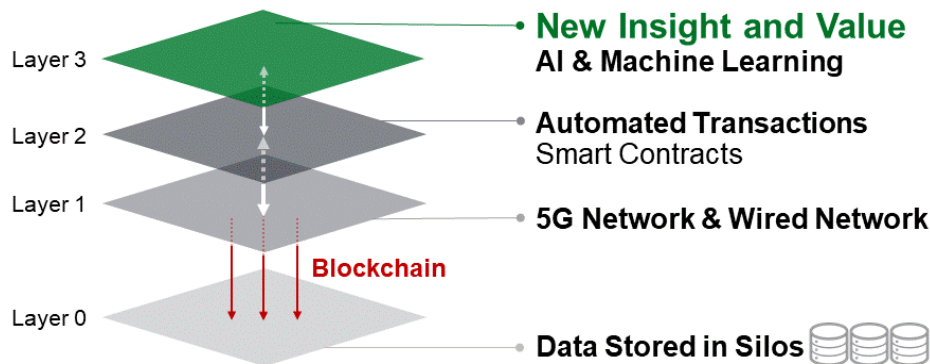 New Insight and Value
Layer 3
AI & Machine Learning
Automated Transactions
Layer 2
Smart Contracts
Layer 1
5G Network & Wired Network
Blockchain
Layer 0
Data Stored in Silos